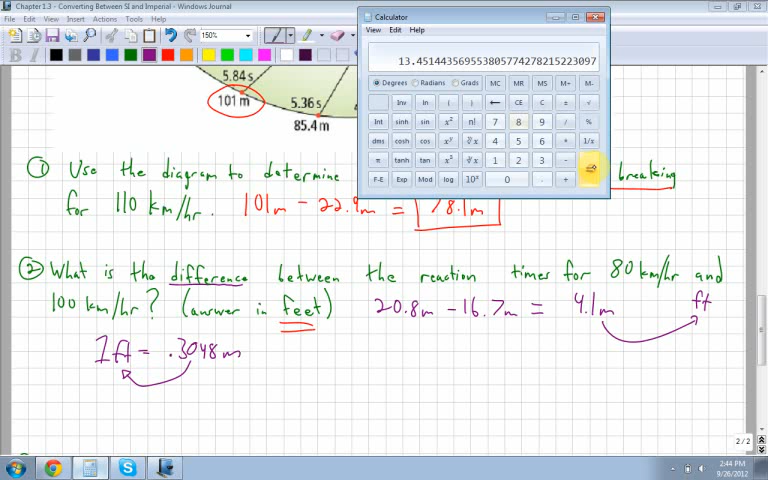 Chapter 1.3 - Converting Between SI and Imperial - Windows Journal
File Edit View Insert Actions Tools Help
150%
B
Calculator
View Edit Help
13.451443569553805774278215223097
Degrees Radians Grads MC MR MS M+ M-
Inv ln ( ) ← CE C ± √
Int sinh sin x² n! 7 8 9 / %
dms cosh cos xʸ ʸ√x 4 5 6 * 1/x
π tanh tan x³ ³√x 1 2 3 -
F-E Exp Mod log 10ˣ 0 . +
5.84 s
101 m
5.36 s
85.4 m
① Use the diagram to determine breaking
for 110 km/hr. 101m - 22.9m = 78.1m
② What is the difference between the reaction times for 80 km/hr and
100 km/hr? (answer in feet) 20.8m - 16.7m = 4.1m ft
1ft = .3048m
2/2
2:44 PM
9/26/2012